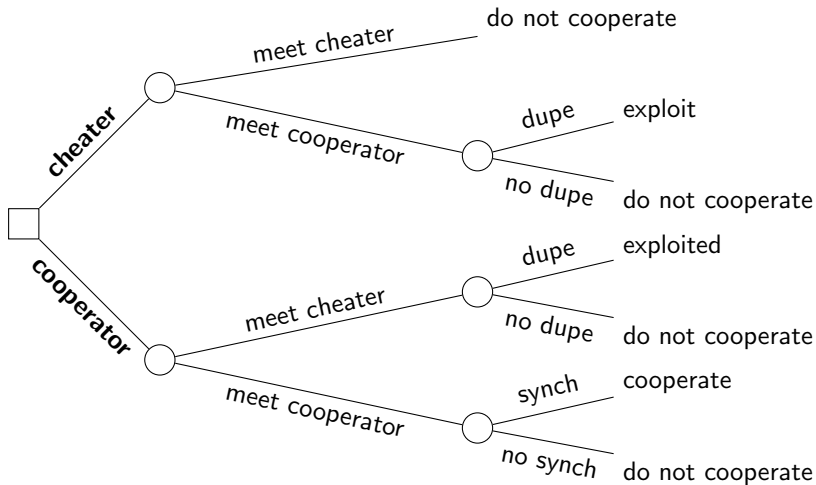 do not cooperate
meet cheater
cheater
meet cooperator
dupe
exploit
no dupe
do not cooperate
cooperator
meet cheater
dupe
exploited
no dupe
do not cooperate
meet cooperator
synch
cooperate
no synch
do not cooperate